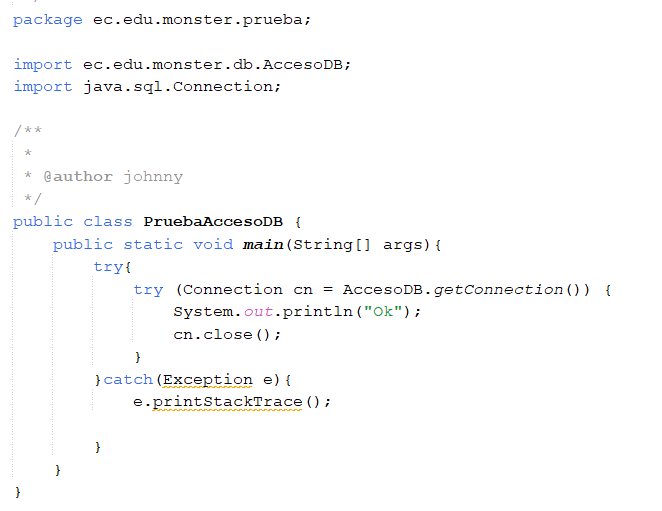 package ec.edu.monster.prueba;
import ec.edu.monster.db.AccesoDB;
import java.sql.Connection;
/**
 *
 * @author johnny
 */
public class PruebaAccesoDB {
    public static void main(String[] args){
        try{
            try (Connection cn = AccesoDB.getConnection()) {
                System.out.println("Ok");
                cn.close();
            }
        }catch(Exception e){
            e.printStackTrace();
        }
    }
}